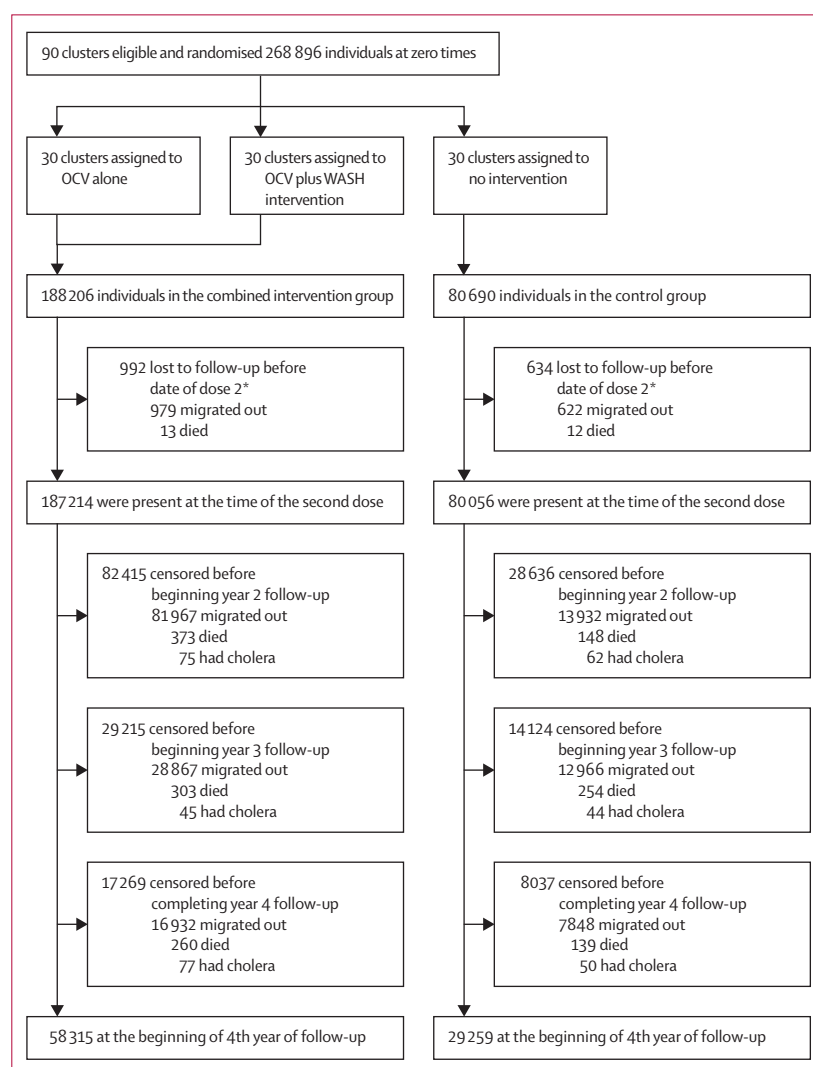 90 clusters eligible and randomised 268 896 individuals at zero times
30 clusters assigned to
OCV alone
30 clusters assigned to
OCV plus WASH
intervention
30 clusters assigned to
no intervention
188 206 individuals in the combined intervention group
80 690 individuals in the control group
992 lost to follow-up before
date of dose 2*
979 migrated out
13 died
634 lost to follow-up before
date of dose 2*
622 migrated out
12 died
187 214 were present at the time of the second dose
80 056 were present at the time of the second dose
82 415 censored before
beginning year 2 follow-up
81 967 migrated out
373 died
75 had cholera
28 636 censored before
beginning year 2 follow-up
13 932 migrated out
148 died
62 had cholera
29 215 censored before
beginning year 3 follow-up
28 867 migrated out
303 died
45 had cholera
14 124 censored before
beginning year 3 follow-up
12 966 migrated out
254 died
44 had cholera
17 269 censored before
completing year 4 follow-up
16 932 migrated out
260 died
77 had cholera
8037 censored before
completing year 4 follow-up
7848 migrated out
139 died
50 had cholera
58 315 at the beginning of 4th year of follow-up
29 259 at the beginning of 4th year of follow-up